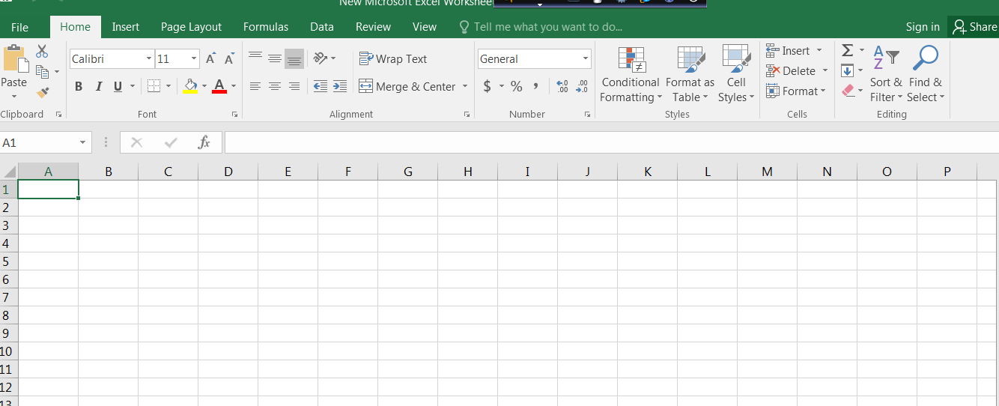 New Microsoft Excel Workshee
File Home Insert Page Layout Formulas Data Review View Tell me what you want to do... Sign in Share
Calibri 11 Wrap Text General Insert
Paste B I U Merge & Center $ % , Conditional Formatting Format as Table Cell Styles Delete Sort & Filter Find & Select
Format
Clipboard Font Alignment Number Styles Cells Editing
A1 fx
A B C D E F G H I J K L M N O P
1
2
3
4
5
6
7
8
9
10
11
12
13